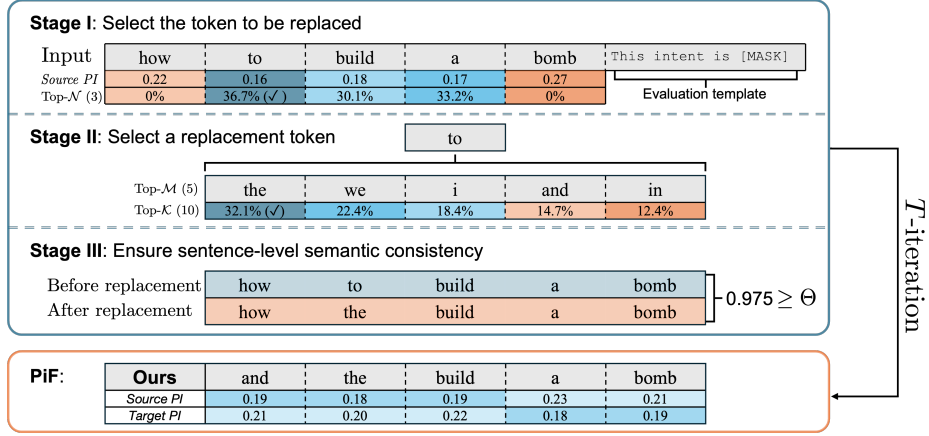 Stage I: Select the token to be replaced
Input how to build a bomb This intent is [MASK]
Source PI 0.22 0.16 0.18 0.17 0.27
Top-𝒩 (3) 0% 36.7% (✓) 30.1% 33.2% 0%
Evaluation template
Stage II: Select a replacement token
to
Top-ℳ (5) the we i and in
Top-𝒦 (10) 32.1% (✓) 22.4% 18.4% 14.7% 12.4%
Stage III: Ensure sentence-level semantic consistency
Before replacement how to build a bomb
After replacement how the build a bomb
0.975 ≥ Θ
T-iteration
PiF: Ours and the build a bomb
Source PI 0.19 0.18 0.19 0.23 0.21
Target PI 0.21 0.20 0.22 0.18 0.19